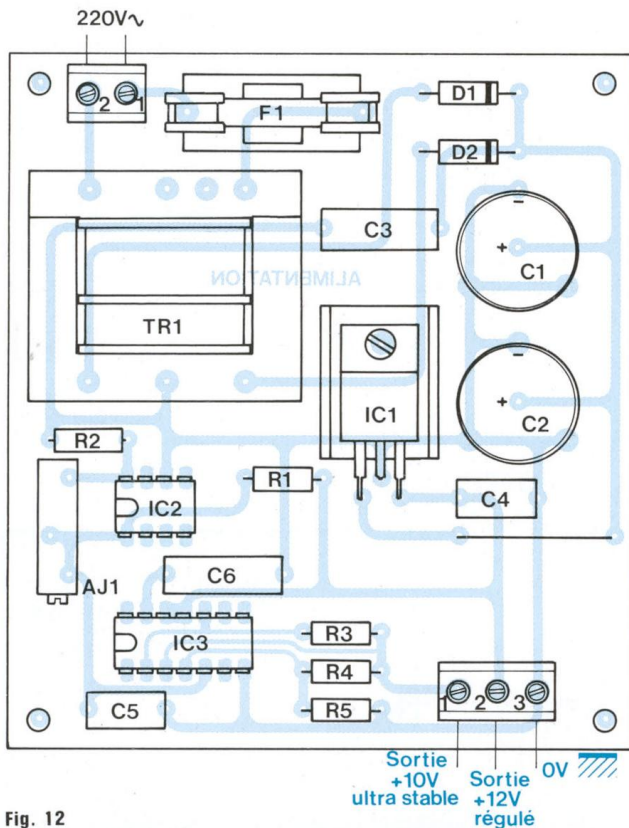 220V~
2 1
F1
D1
D2
C3
-
+
C1
ALIMENTATION
TR1
-
+
C2
IC1
R2
R1
IC2
C4
AJ1
C6
IC3
R3
R4
R5
C5
1 2 3
Sortie
+10V
ultra stable
Sortie
+12V
régulé
0V
Fig. 12